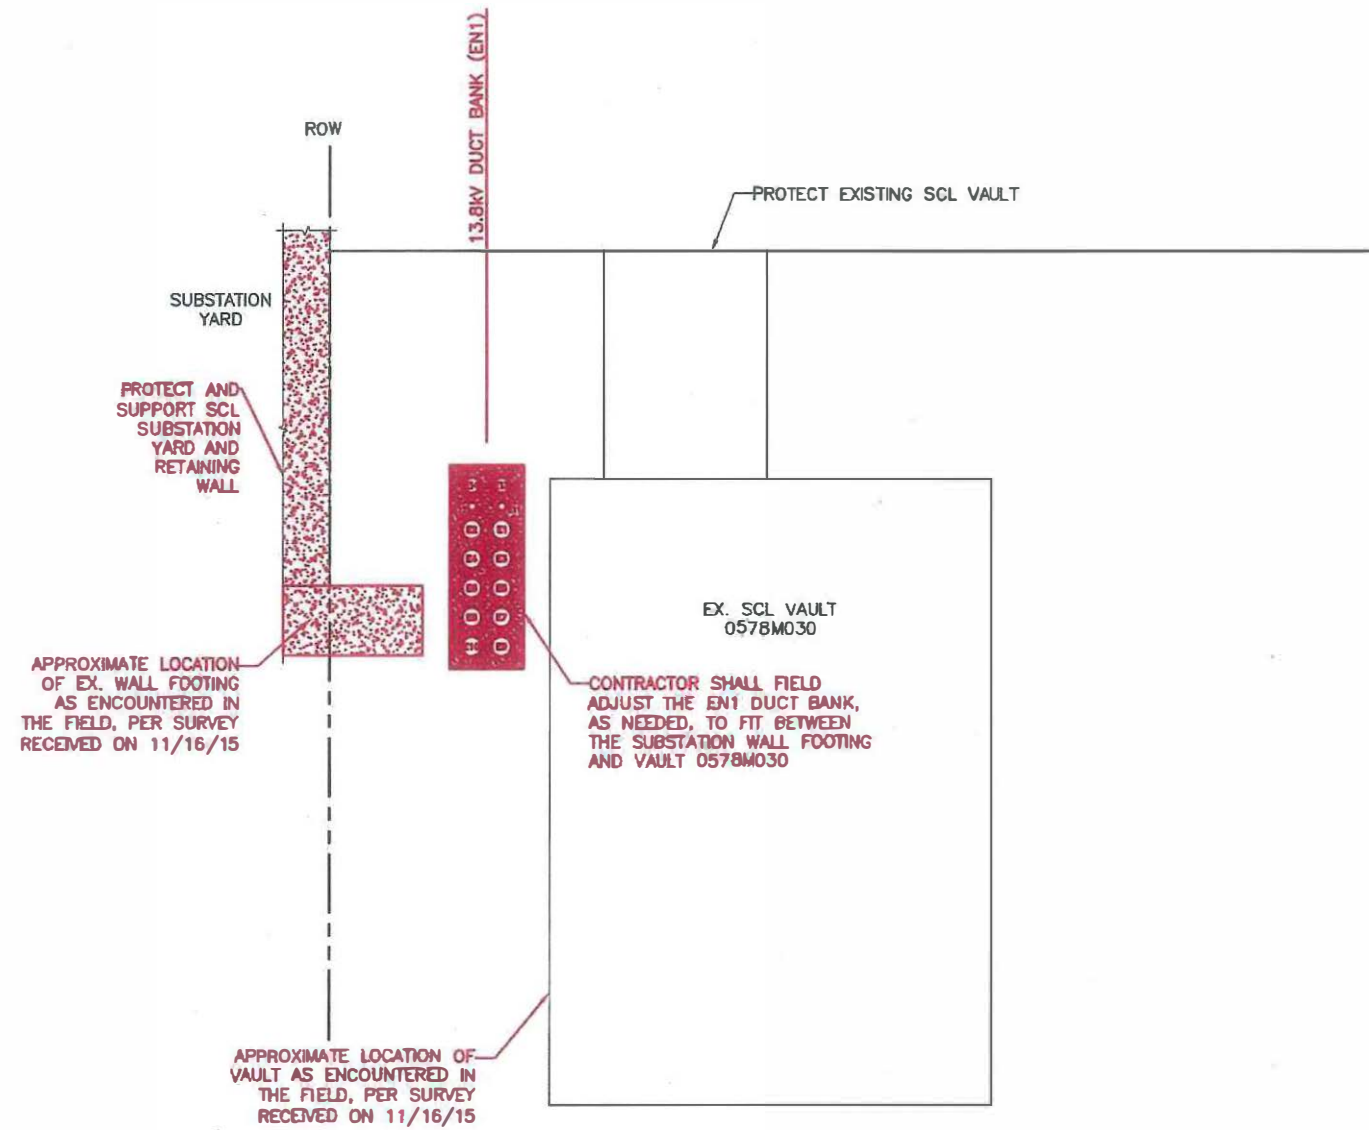 13.8kV DUCT BANK (EN1)
ROW
PROTECT EXISTING SCL VAULT
SUBSTATION
YARD
PROTECT AND
SUPPORT SCL
SUBSTATION
YARD AND
RETAINING
WALL
EX. SCL VAULT
0578M030
APPROXIMATE LOCATION
OF EX. WALL FOOTING
AS ENCOUNTERED IN
THE FIELD, PER SURVEY
RECEIVED ON 11/16/15
CONTRACTOR SHALL FIELD
ADJUST THE EN1 DUCT BANK,
AS NEEDED, TO FIT BETWEEN
THE SUBSTATION WALL FOOTING
AND VAULT 0578M030
APPROXIMATE LOCATION OF
VAULT AS ENCOUNTERED IN
THE FIELD, PER SURVEY
RECEIVED ON 11/16/15